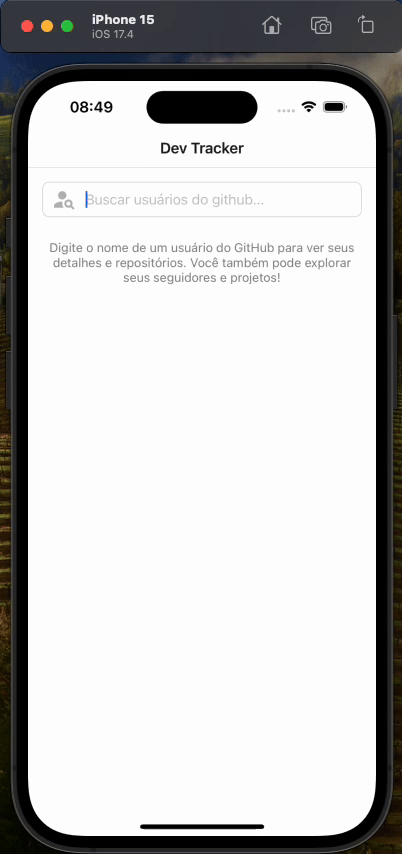 iPhone 15
iOS 17.4
08:49
Dev Tracker
Buscar usuários do github...
Digite o nome de um usuário do GitHub para ver seus
detalhes e repositórios. Você também pode explorar
seus seguidores e projetos!